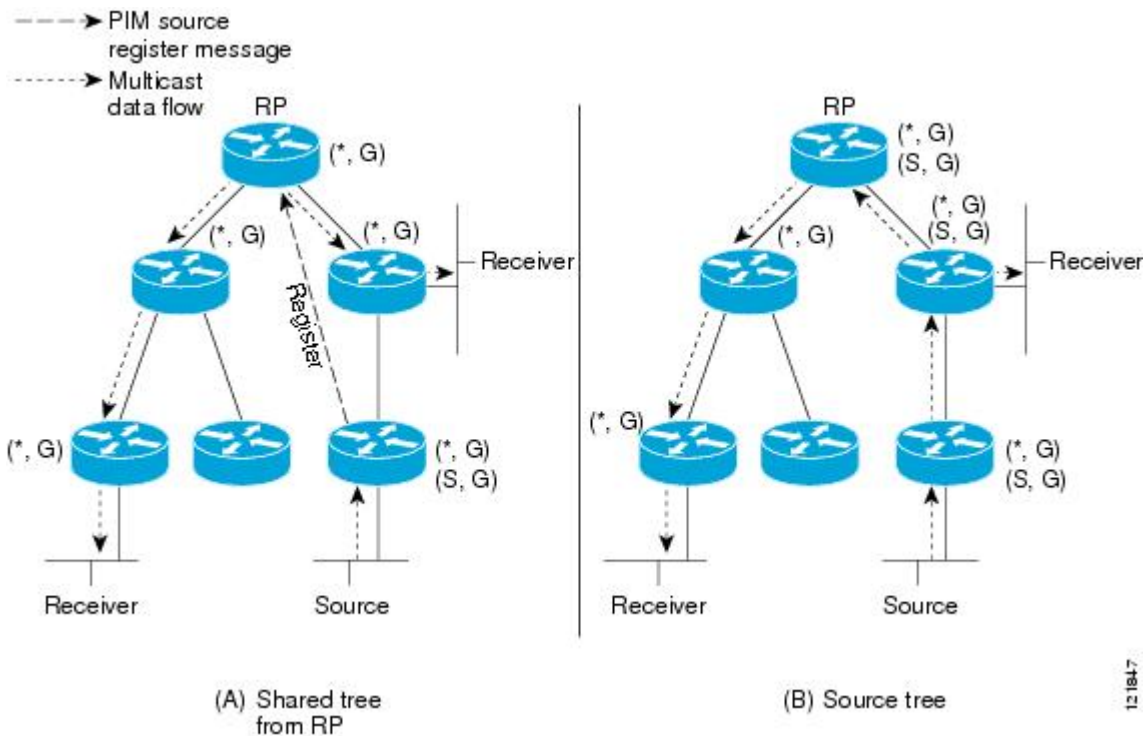 PIM source
register message
Multicast
data flow
RP
(*, G)
(*, G)
(*, G)
Receiver
Register
(*, G)
(*, G)
(S, G)
Receiver
Source
(A) Shared tree
from RP
RP
(*, G)
(S, G)
(*, G)
(*, G)
(S, G)
Receiver
(*, G)
(*, G)
(S, G)
Receiver
Source
(B) Source tree
121847